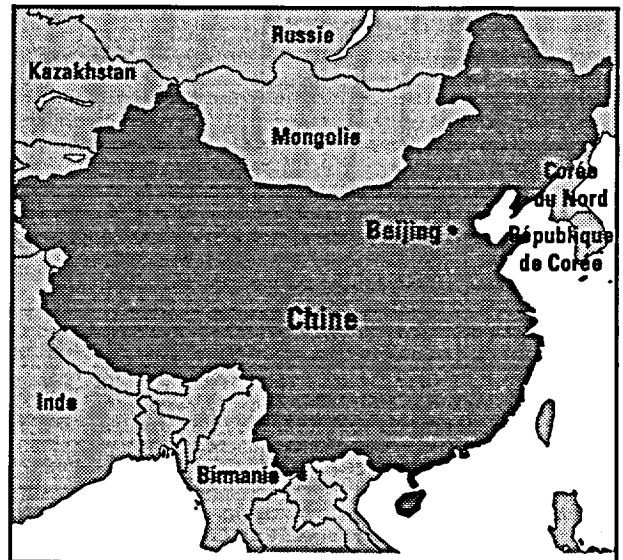 Russie
Kazakhstan
Mongolie
Corée
du Nord
Beijing
République
de Corée
Chine
Inde
Birmanie